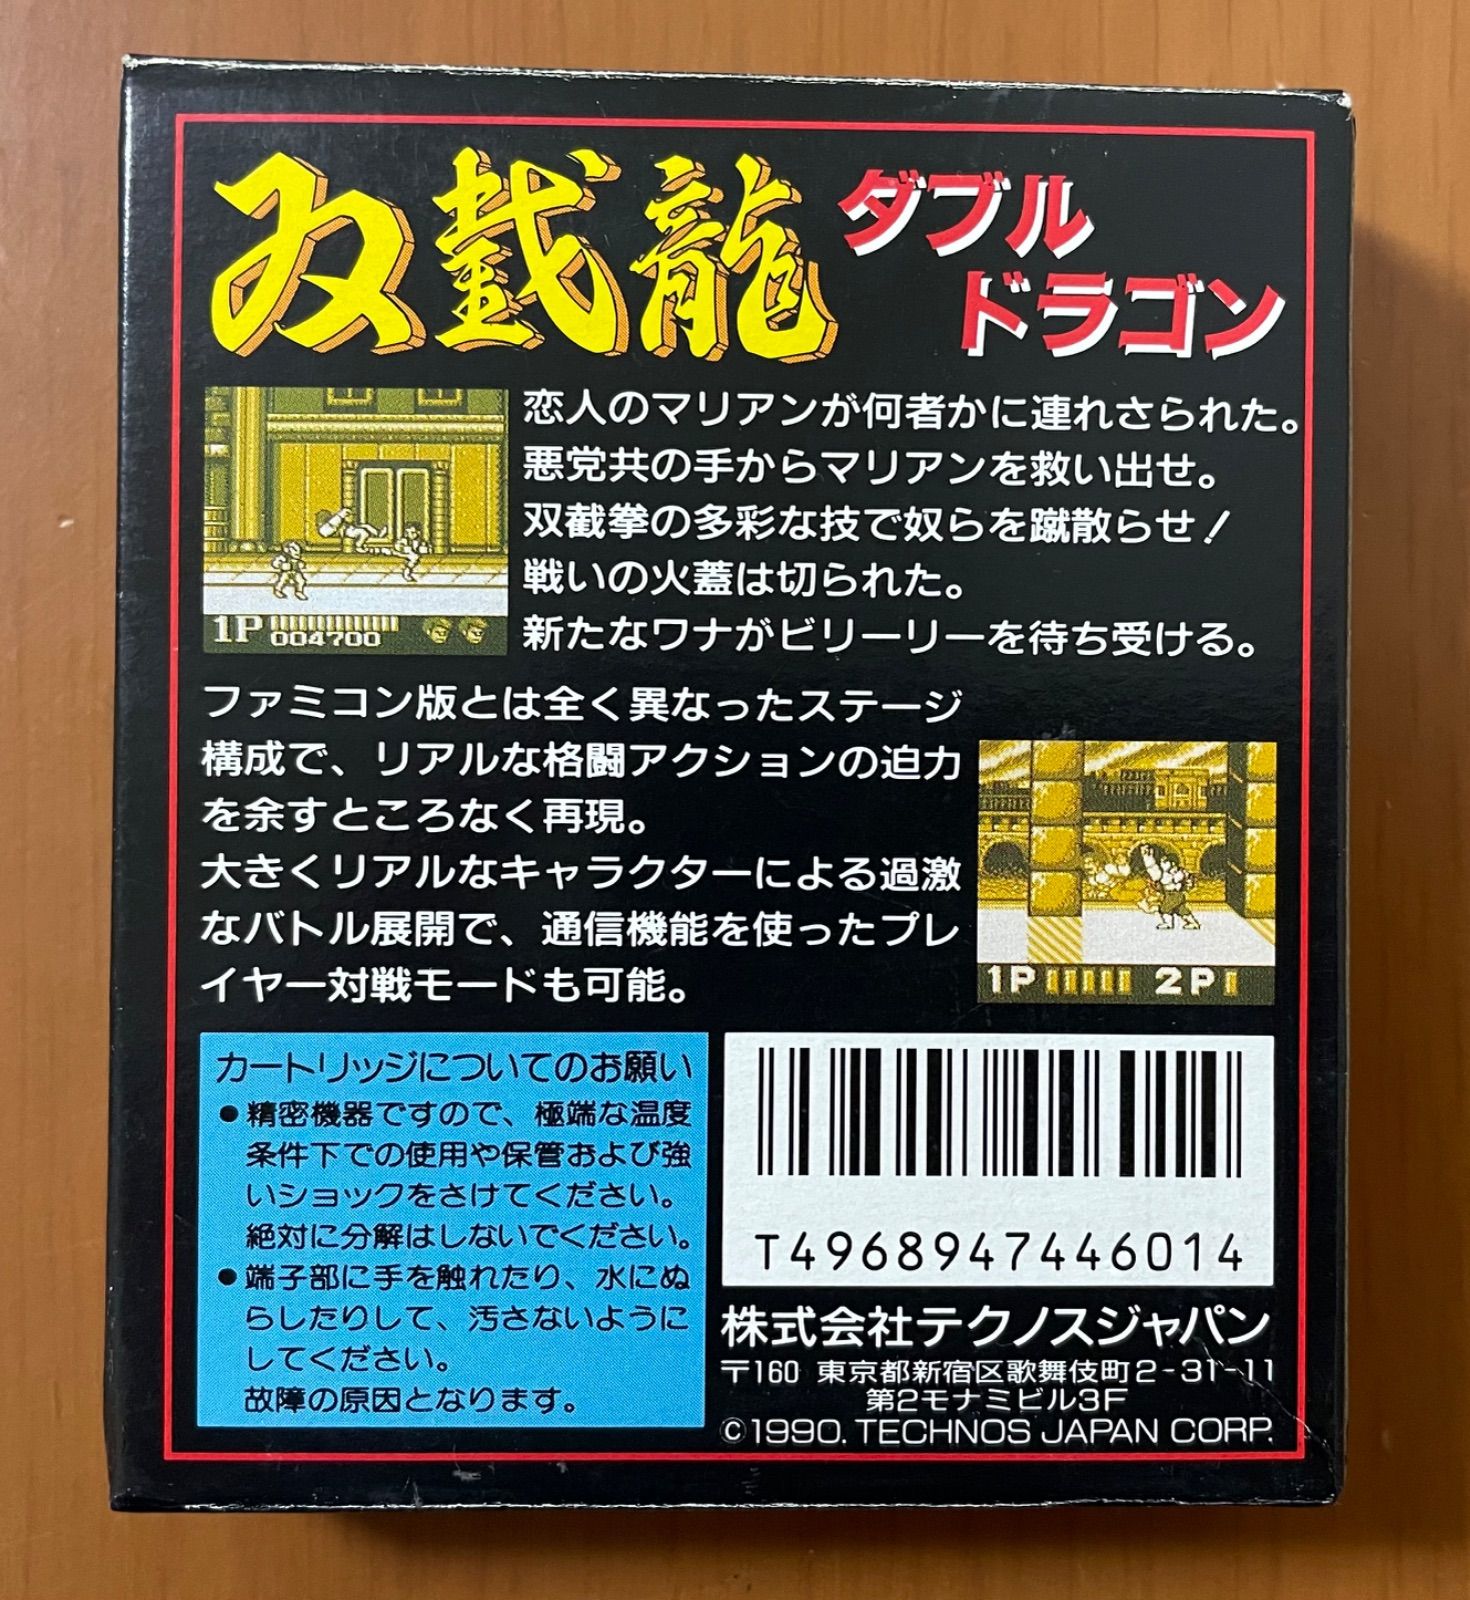 双截龍
ダブル
ドラゴン
恋人のマリアンが何者かに連れさられた。
悪党共の手からマリアンを救い出せ。
双截拳の多彩な技で奴らを蹴散らせ！
戦いの火蓋は切られた。
新たなワナがビリーリーを待ち受ける。
1P
004700
ファミコン版とは全く異なったステージ
構成で、リアルな格闘アクションの迫力
を余すところなく再現。
大きくリアルなキャラクターによる過激
なバトル展開で、通信機能を使ったプレ
イヤー対戦モードも可能。
1P 2P
カートリッジについてのお願い
●精密機器ですので、極端な温度
条件下での使用や保管および強
いショックをさけてください。
絶対に分解はしないでください。
●端子部に手を触れたり、水にぬ
らしたりして、汚さないように
してください。
故障の原因となります。
T4968947446014
株式会社テクノスジャパン
〒160 東京都新宿区歌舞伎町2-31-11
第2モナミビル3F
©1990. TECHNOS JAPAN CORP.